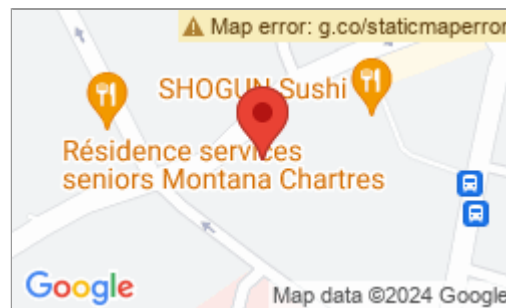 Map error: g.co/staticmaperror
SHOGUN Sushi
Résidence services
seniors Montana Chartres
Google
Map data ©2024 Google